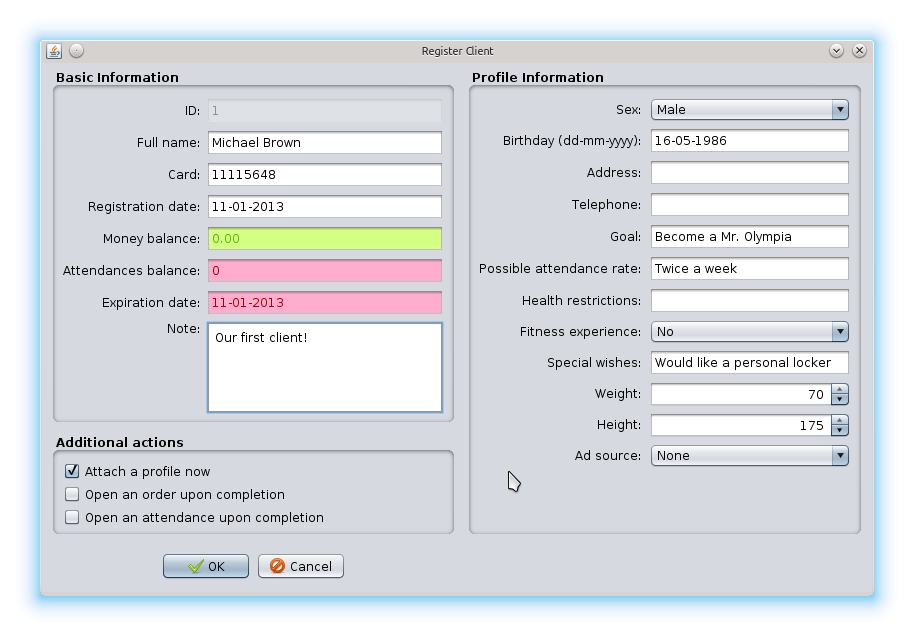 Register Client
Basic Information
ID: 1
Full name: Michael Brown
Card: 11115648
Registration date: 11-01-2013
Money balance: 0.00
Attendances balance: 0
Expiration date: 11-01-2013
Note: Our first client!
Additional actions
Attach a profile now
Open an order upon completion
Open an attendance upon completion
OK Cancel
Profile Information
Sex: Male
Birthday (dd-mm-yyyy): 16-05-1986
Address:
Telephone:
Goal: Become a Mr. Olympia
Possible attendance rate: Twice a week
Health restrictions:
Fitness experience: No
Special wishes: Would like a personal locker
Weight: 70
Height: 175
Ad source: None